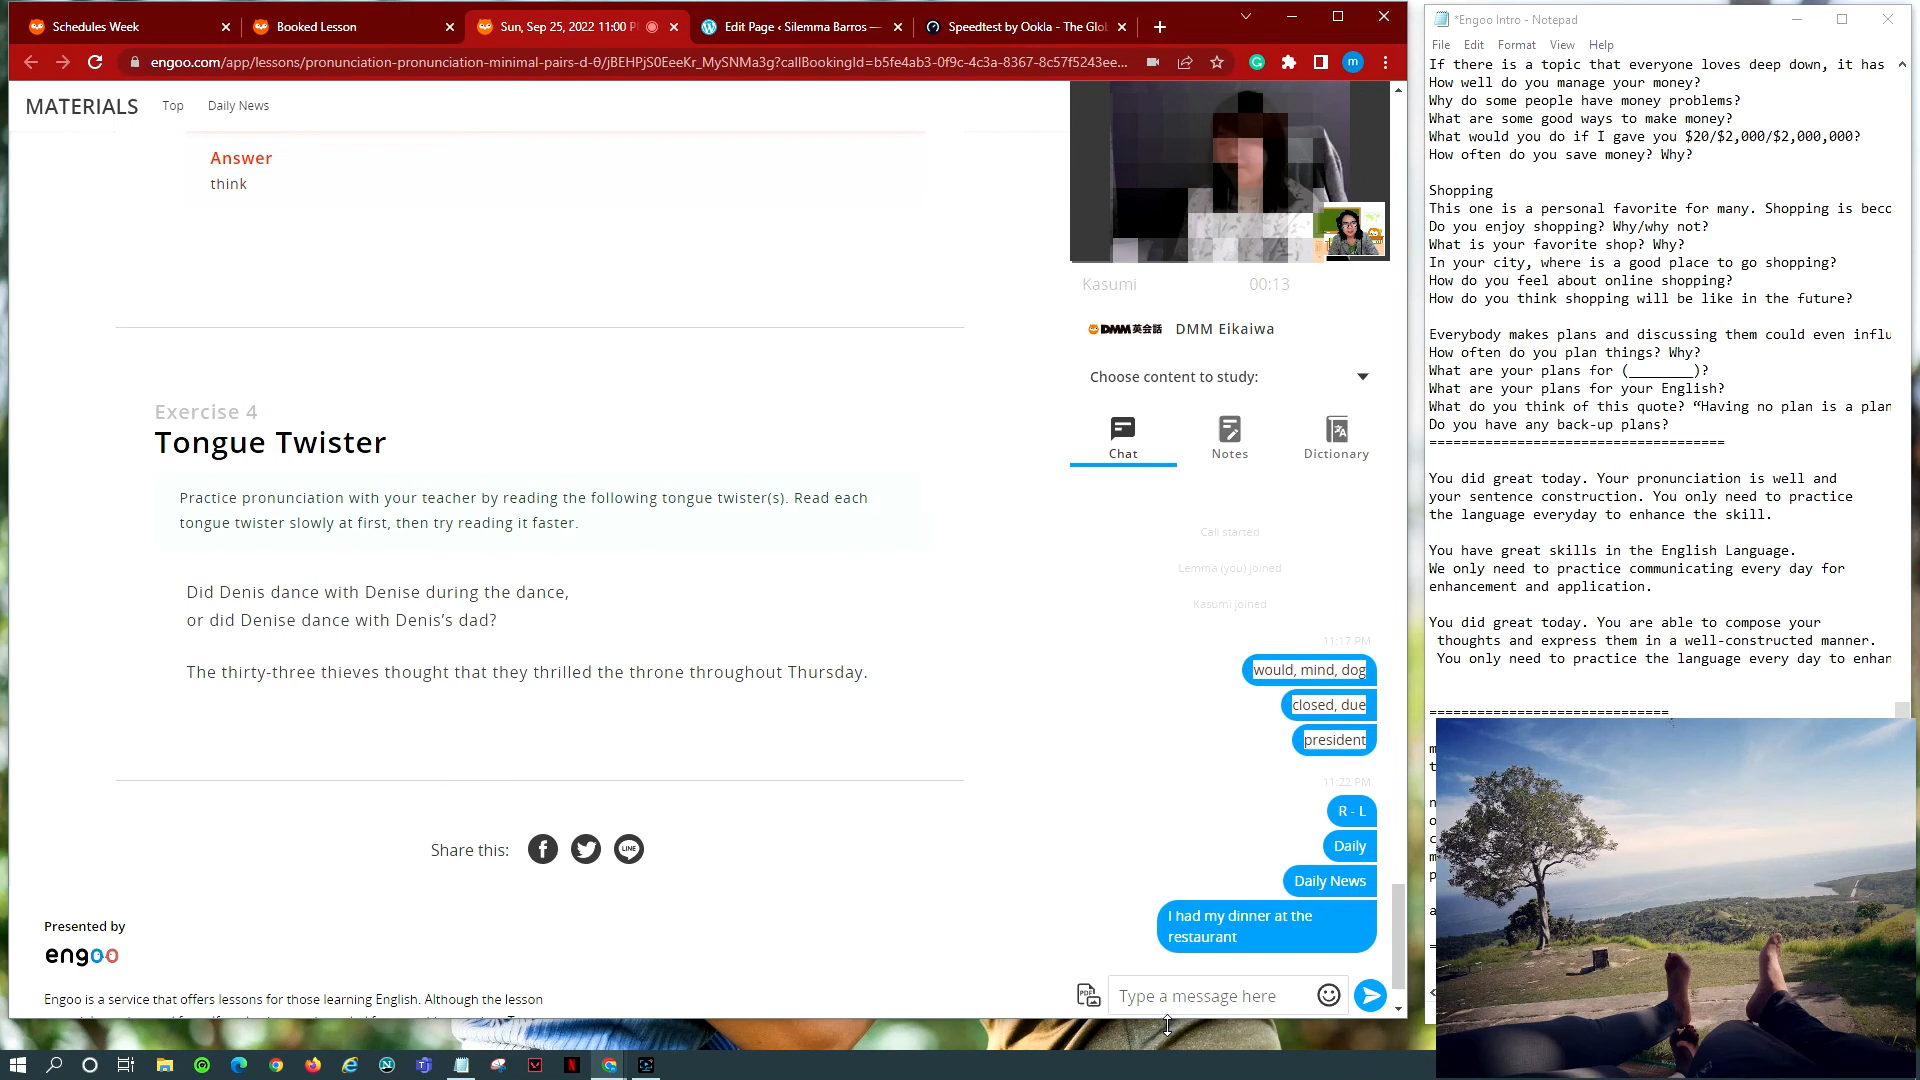 Schedules Week
Booked Lesson
Sun, Sep 25, 2022 11:00 P
Edit Page ‹ Silemma Barros —
Speedtest by Ookla - The Glo
engoo.com/app/lessons/pronunciation-pronunciation-minimal-pairs-d-θ/jBEHPjS0EeeKr_MySNMa3g?callBookingId=b5fe4ab3-0f9c-4c3a-8367-8c57f5243ee...
m
MATERIALS
Top
Daily News
Answer
think
Exercise 4
Tongue Twister
Practice pronunciation with your teacher by reading the following tongue twister(s). Read each
tongue twister slowly at first, then try reading it faster.
Did Denis dance with Denise during the dance,
or did Denise dance with Denis’s dad?
The thirty-three thieves thought that they thrilled the throne throughout Thursday.
Share this:
LINE
Presented by
engoo
Engoo is a service that offers lessons for those learning English. Although the lesson
Kasumi
00:13
DMM英会話
DMM Eikaiwa
Choose content to study:
Chat
Notes
Dictionary
Call started
Lemma (you) joined
Kasumi joined
11:17 PM
would, mind, dog
closed, due
president
11:22 PM
R - L
Daily
Daily News
I had my dinner at the
restaurant
PDF
Type a message here
*Engoo Intro - Notepad
File Edit Format View Help
If there is a topic that everyone loves deep down, it has
How well do you manage your money?
Why do some people have money problems?
What are some good ways to make money?
What would you do if I gave you $20/$2,000/$2,000,000?
How often do you save money? Why?
Shopping
This one is a personal favorite for many. Shopping is beco
Do you enjoy shopping? Why/why not?
What is your favorite shop? Why?
In your city, where is a good place to go shopping?
How do you feel about online shopping?
How do you think shopping will be like in the future?
Everybody makes plans and discussing them could even influ
How often do you plan things? Why?
What are your plans for (________)?
What are your plans for your English?
What do you think of this quote? “Having no plan is a plan
Do you have any back-up plans?
=====================================
You did great today. Your pronunciation is well and
your sentence construction. You only need to practice
the language everyday to enhance the skill.
You have great skills in the English Language.
We only need to practice communicating every day for
enhancement and application.
You did great today. You are able to compose your
thoughts and express them in a well-constructed manner.
You only need to practice the language every day to enhan
==============================